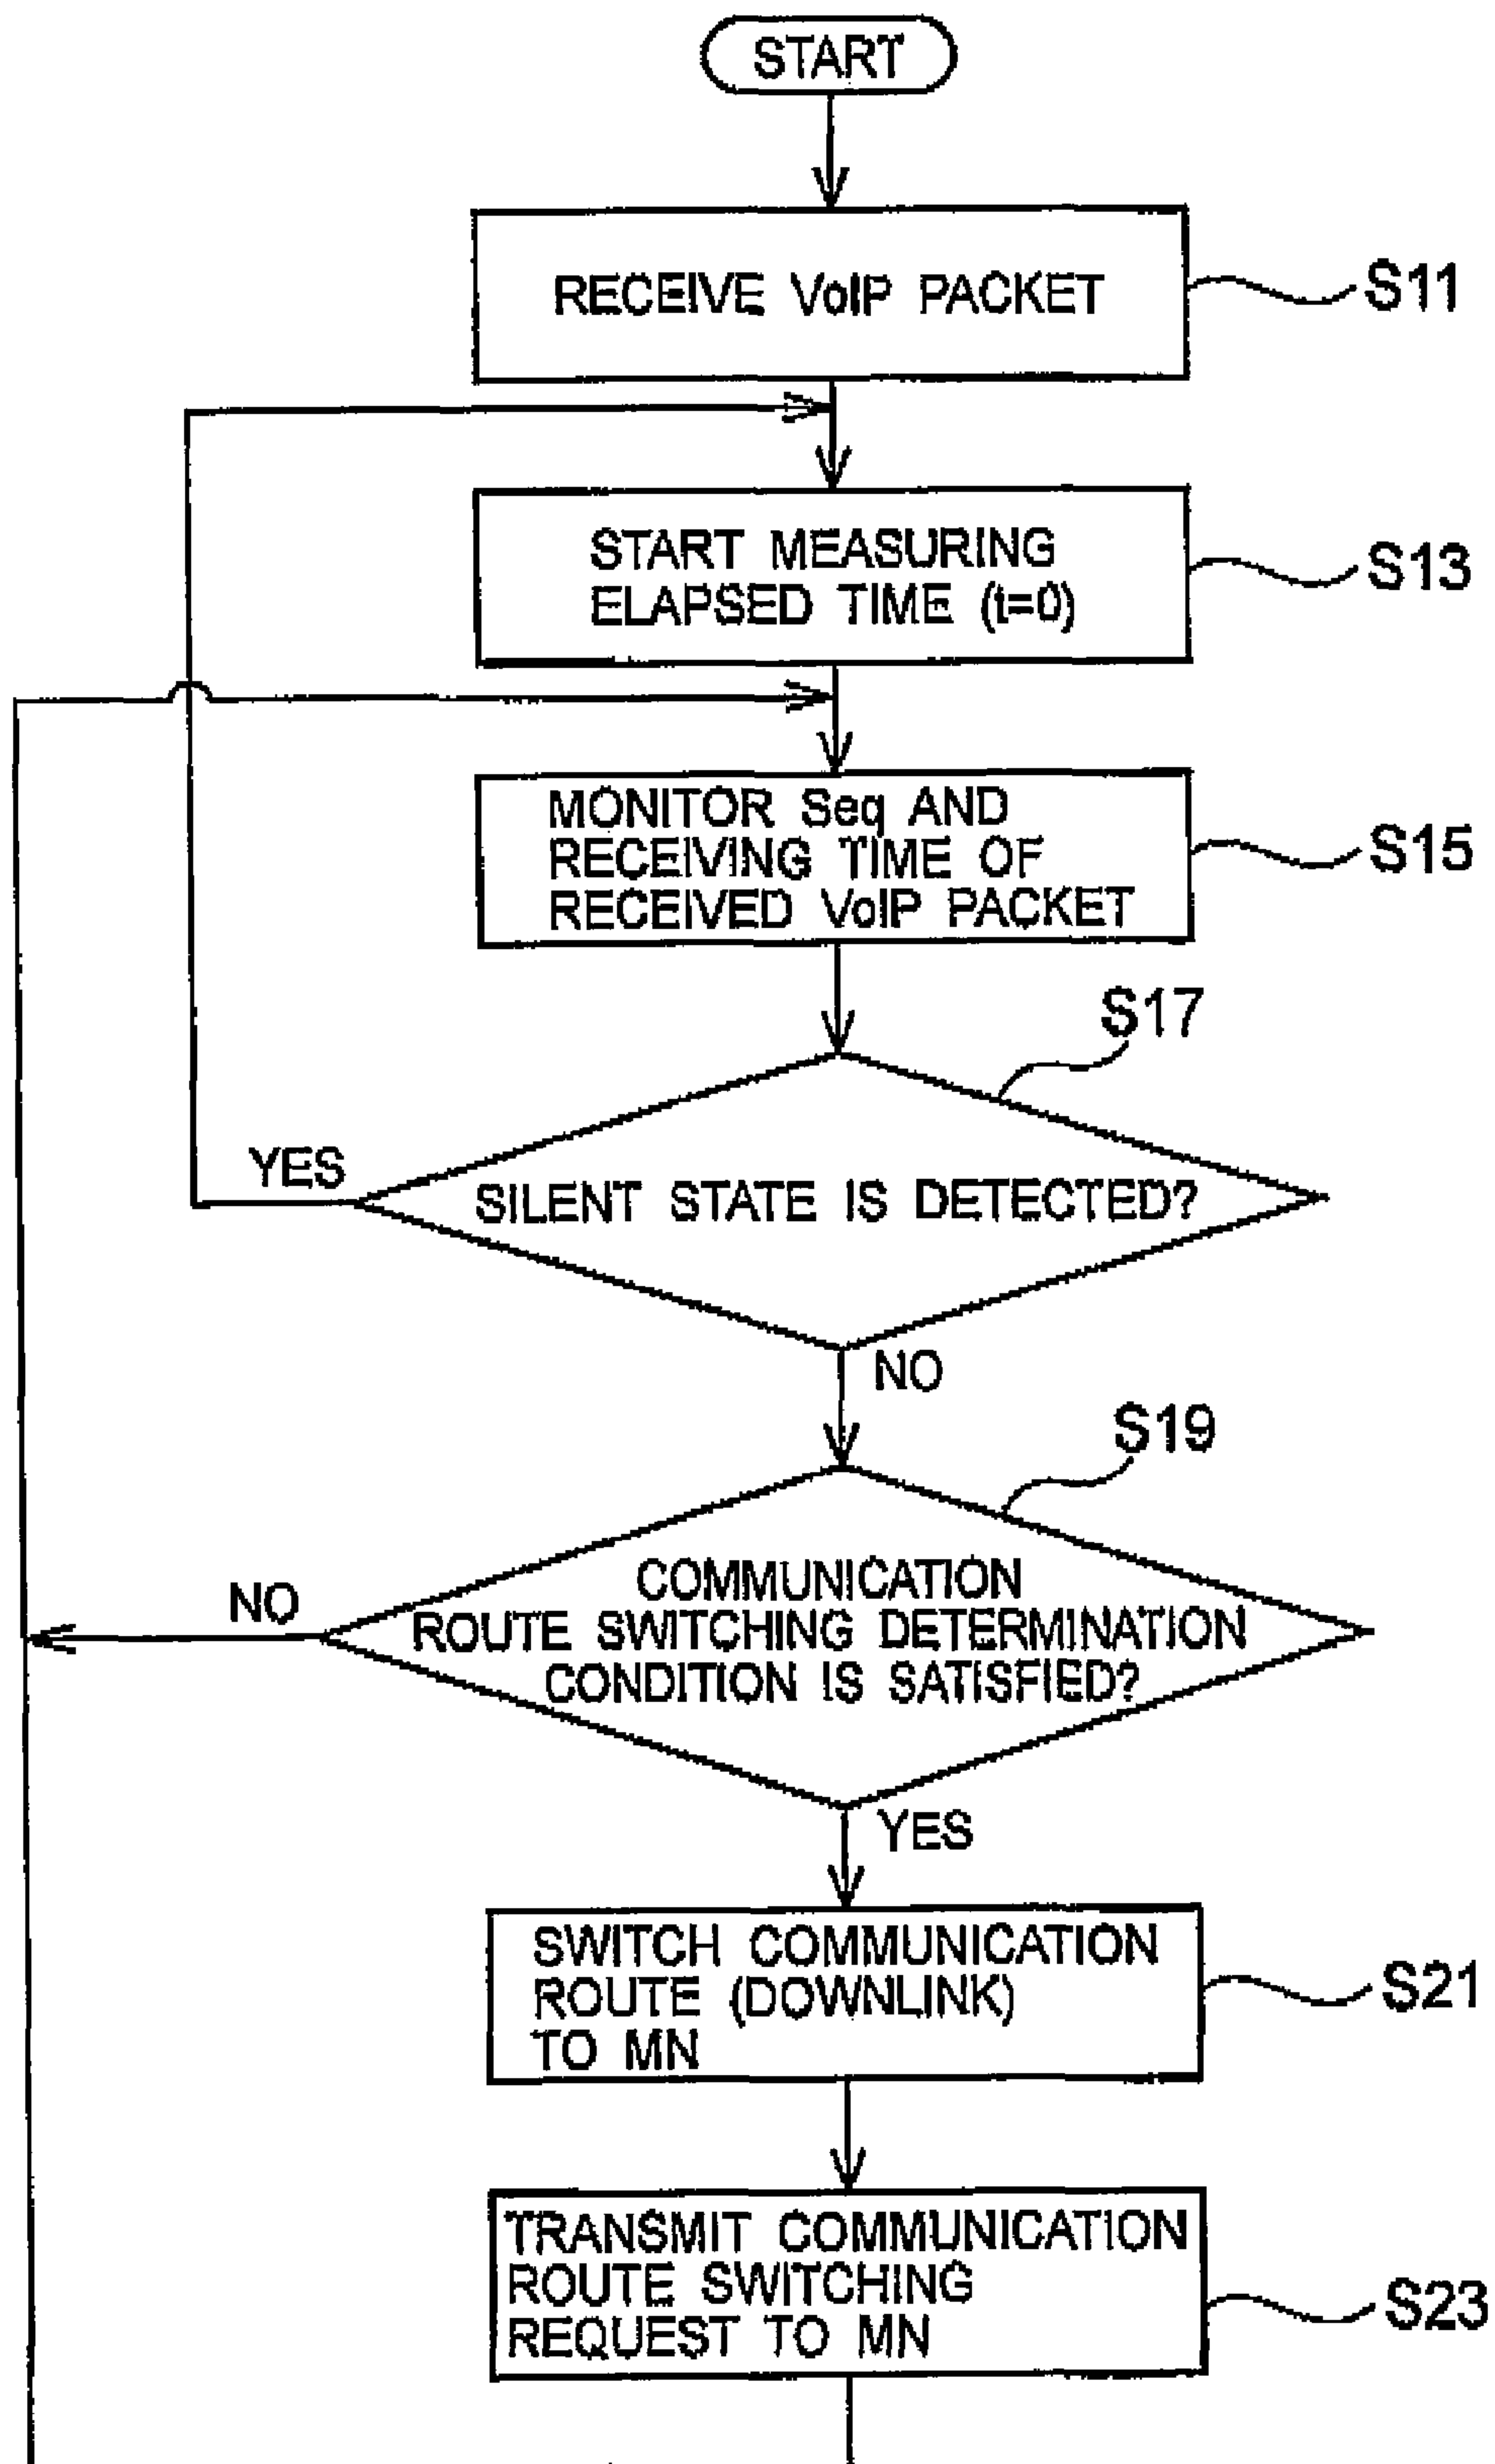 START
RECEIVE VoIP PACKET
S11
START MEASURING
ELAPSED TIME (t=0)
S13
MONITOR Seq AND
RECEIVING TIME OF
RECEIVED VoIP PACKET
S15
S17
YES
SILENT STATE IS DETECTED?
NO
S19
NO
COMMUNICATION
ROUTE SWITCHING DETERMINATION
CONDITION IS SATISFIED?
YES
SWITCH COMMUNICATION
ROUTE (DOWNLINK)
TO MN
S21
TRANSMIT COMMUNICATION
ROUTE SWITCHING
REQUEST TO MN
S23